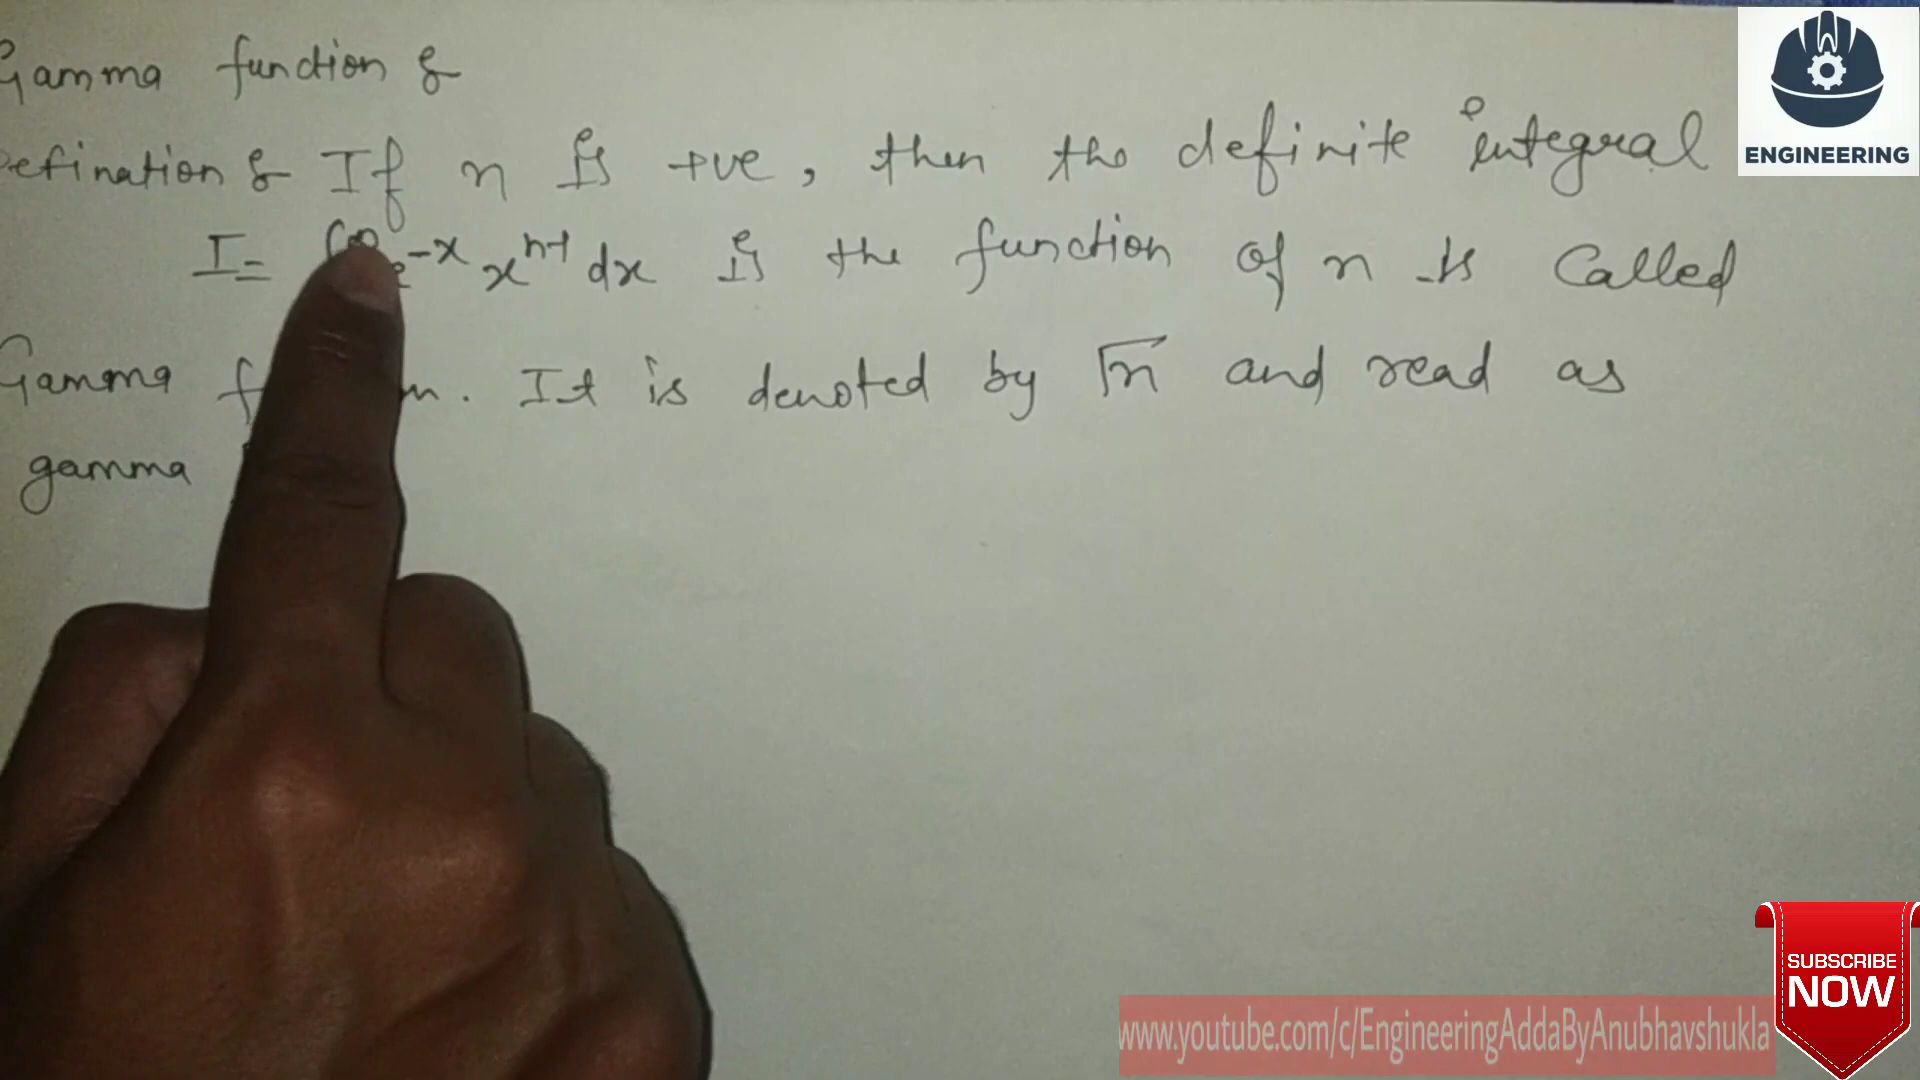 Gamma function :-
Defination :- If n is +ve, then the definite integral
I = ∫∞ e^-x x^n-1 dx is the function of n is called
Gamma f n. It is denoted by √n and read as
gamma
ENGINEERING
SUBSCRIBE
NOW
www.youtube.com/c/EngineeringAddaByAnubhavshukla